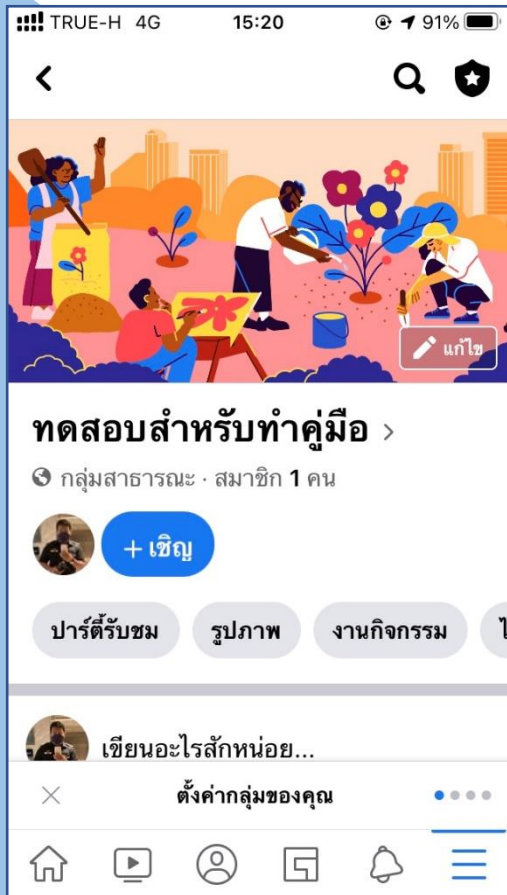 TRUE-H 4G 15:20 91%
แก้ไข
ทดสอบสำหรับทำคู่มือ >
กลุ่มสาธารณะ · สมาชิก 1 คน
+ เชิญ
ปาร์ตี้รับชม รูปภาพ งานกิจกรรม
เขียนอะไรสักหน่อย...
ตั้งค่ากลุ่มของคุณ